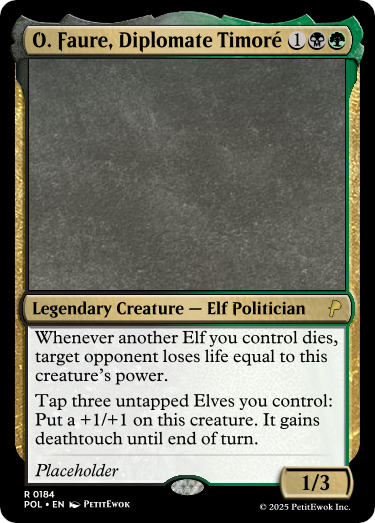 O. Faure, Diplomate Timoré 1
Legendary Creature — Elf Politician
Whenever another Elf you control dies,
target opponent loses life equal to this
creature's power.
Tap three untapped Elves you control:
Put a +1/+1 on this creature. It gains
deathtouch until end of turn.
Placeholder
1/3
R 0184
POL • EN PetitEwok
© 2025 PetitEwok Inc.